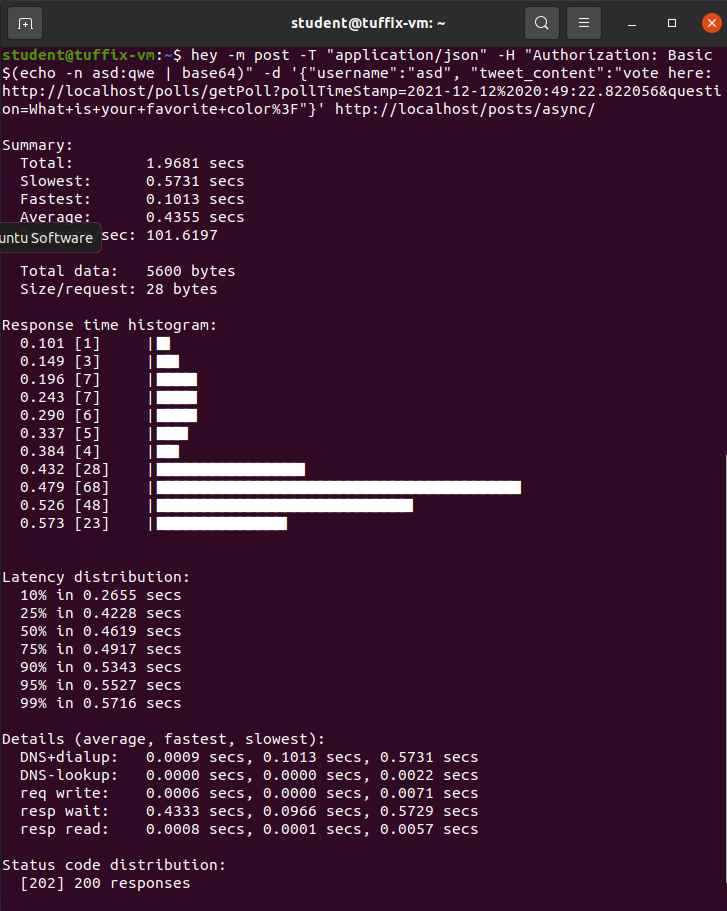 student@tuffix-vm: ~
student@tuffix-vm:~$ hey -m post -T "application/json" -H "Authorization: Basic
$(echo -n asd:qwe | base64)" -d '{"username":"asd", "tweet_content":"vote here:
http://localhost/polls/getPoll?pollTimeStamp=2021-12-12%2020:49:22.822056&questi
on=What+is+your+favorite+color%3F"}' http://localhost/posts/async/
Summary:
Total: 1.9681 secs
Slowest: 0.5731 secs
Fastest: 0.1013 secs
Average: 0.4355 secs
sec: 101.6197
untu Software
Total data: 5600 bytes
Size/request: 28 bytes
Response time histogram:
0.101 [1] |
0.149 [3] |
0.196 [7] |
0.243 [7] |
0.290 [6] |
0.337 [5] |
0.384 [4] |
0.432 [28] |
0.479 [68] |
0.526 [48] |
0.573 [23] |
Latency distribution:
10% in 0.2655 secs
25% in 0.4228 secs
50% in 0.4619 secs
75% in 0.4917 secs
90% in 0.5343 secs
95% in 0.5527 secs
99% in 0.5716 secs
Details (average, fastest, slowest):
DNS+dialup: 0.0009 secs, 0.1013 secs, 0.5731 secs
DNS-lookup: 0.0000 secs, 0.0000 secs, 0.0022 secs
req write: 0.0006 secs, 0.0000 secs, 0.0071 secs
resp wait: 0.4333 secs, 0.0966 secs, 0.5729 secs
resp read: 0.0008 secs, 0.0001 secs, 0.0057 secs
Status code distribution:
[202] 200 responses